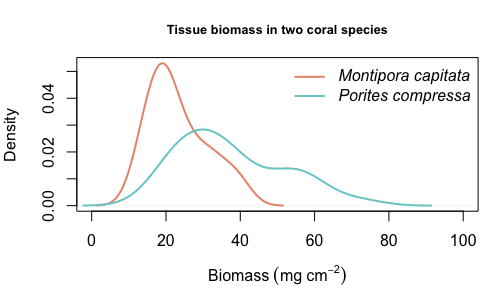 Tissue biomass in two coral species
Montipora capitata
Porites compressa
Density
0.04
0.02
0.00
0 20 40 60 80 100
Biomass (mg cm⁻²)